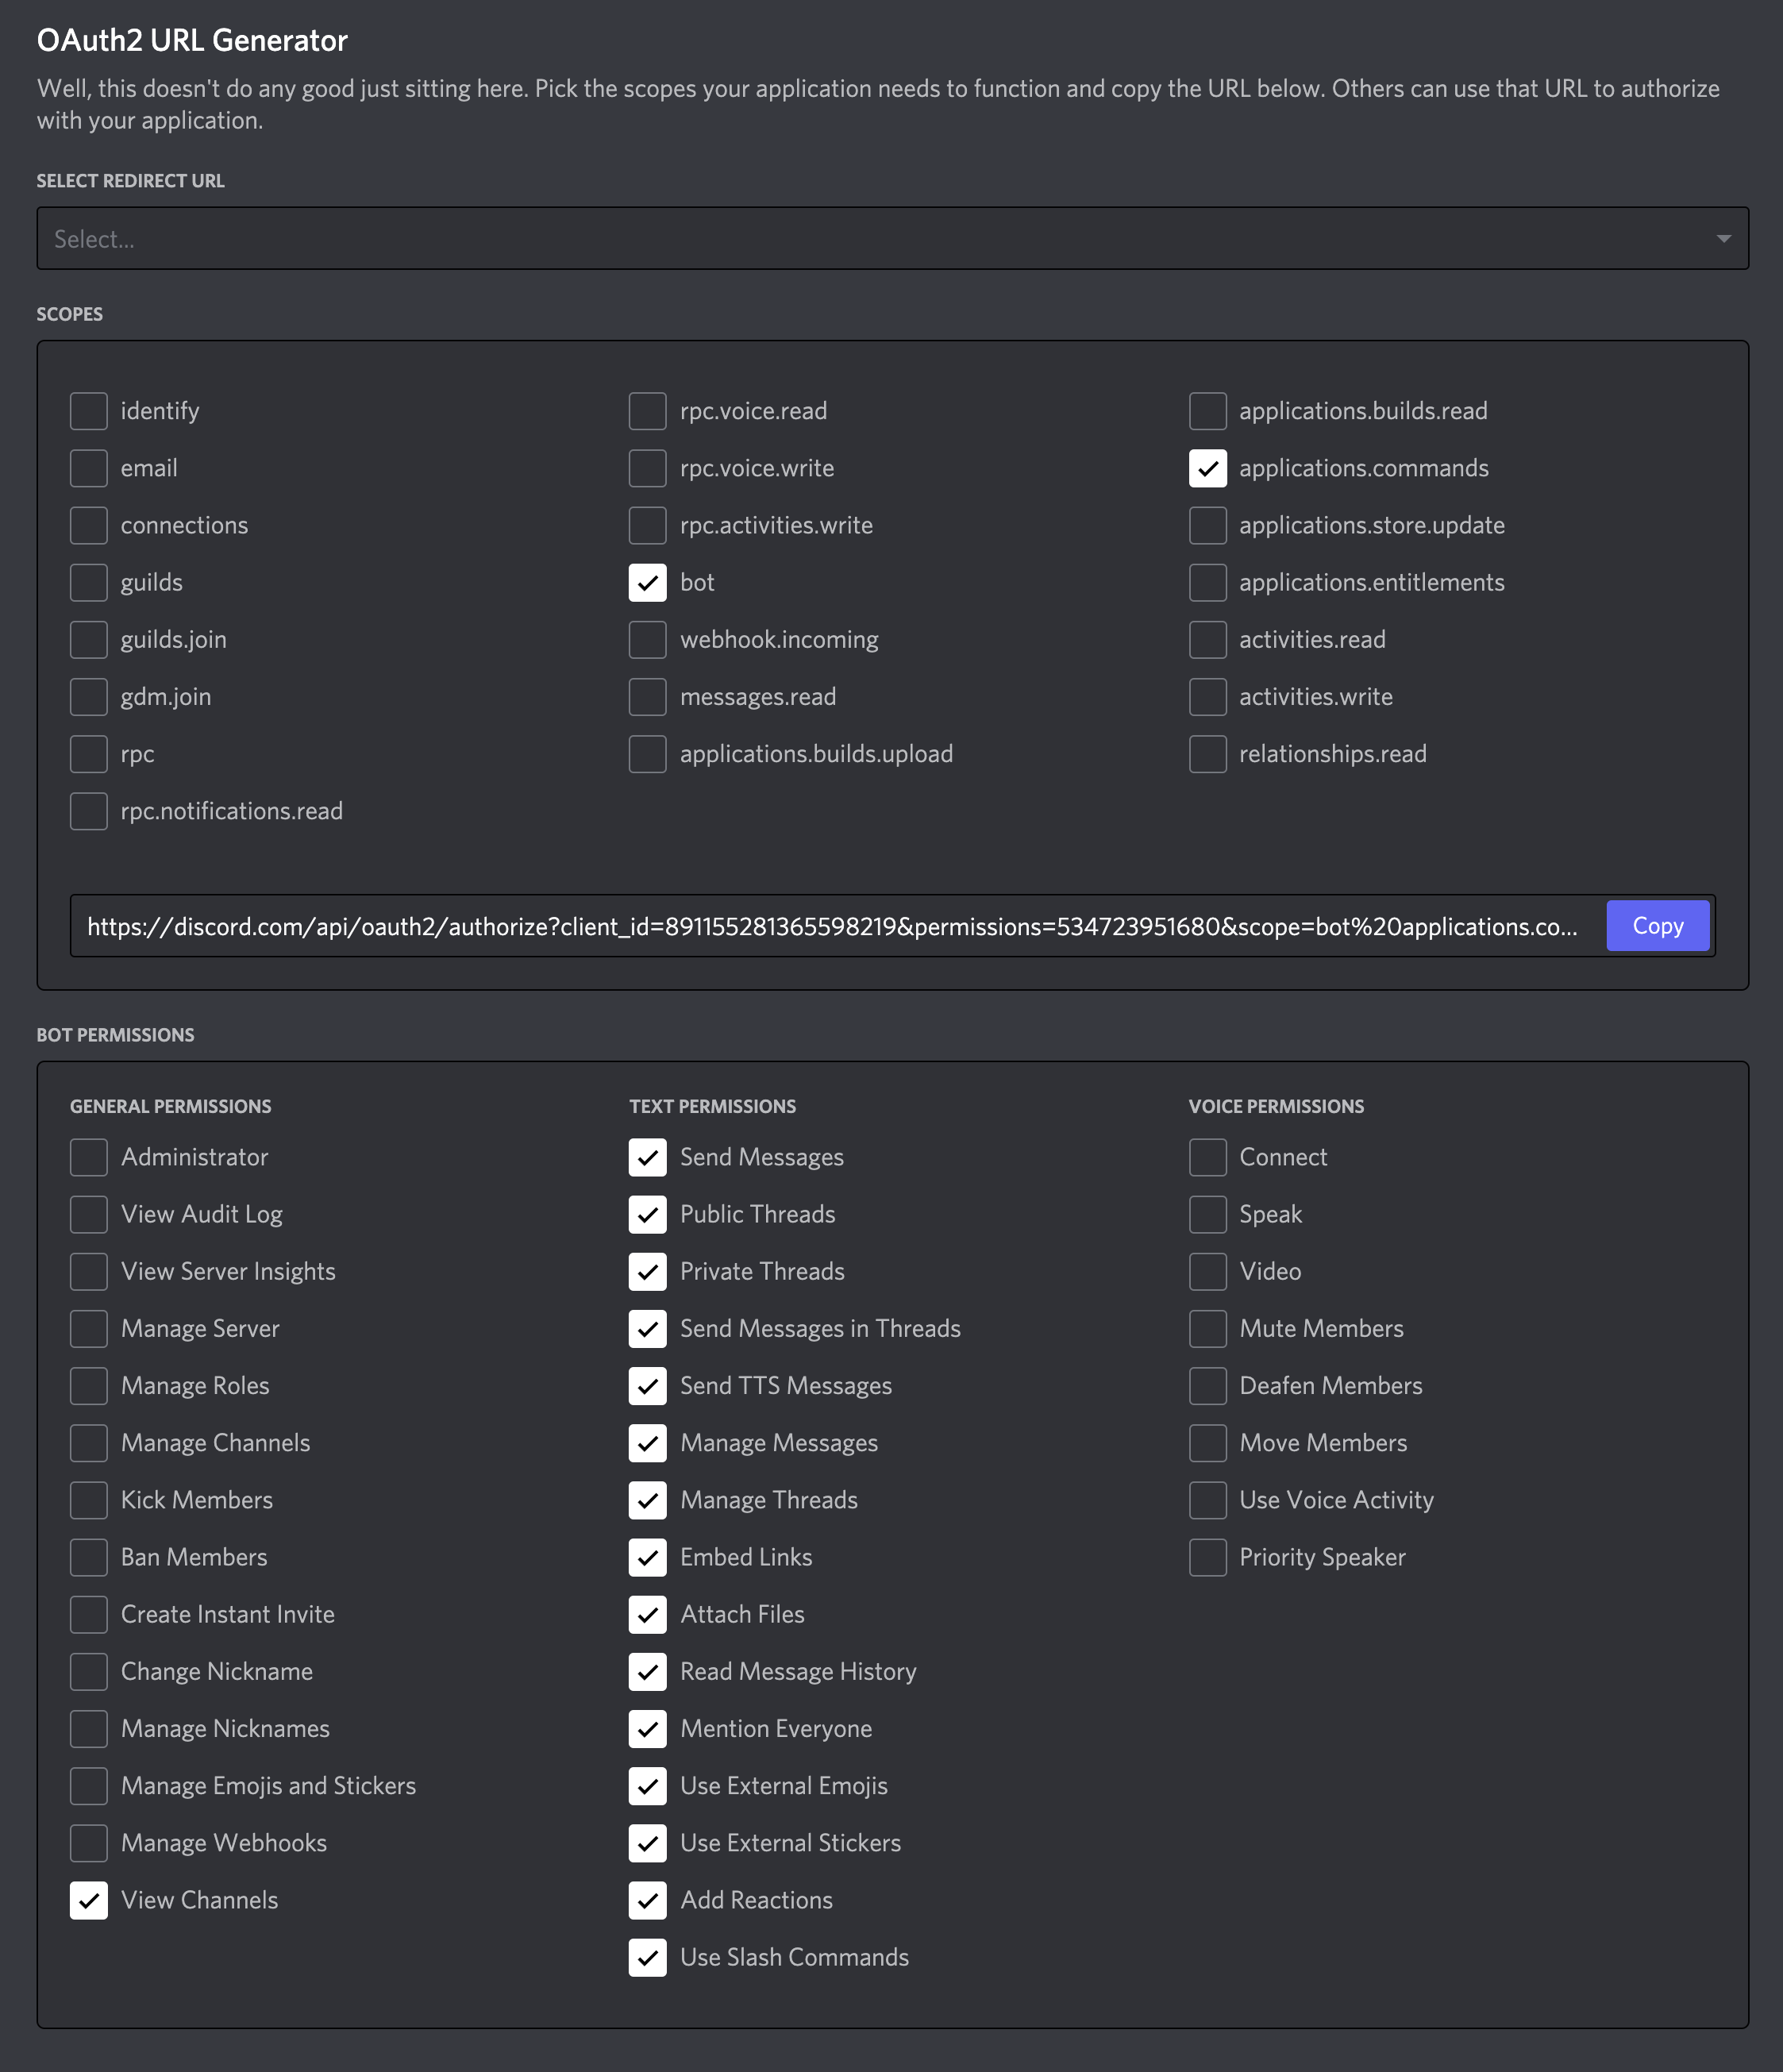 OAuth2 URL Generator
Well, this doesn't do any good just sitting here. Pick the scopes your application needs to function and copy the URL below. Others can use that URL to authorize
with your application.
SELECT REDIRECT URL
Select...
SCOPES
identify
email
connections
guilds
guilds.join
gdm.join
rpc
rpc.notifications.read
rpc.voice.read
rpc.voice.write
rpc.activities.write
bot
webhook.incoming
messages.read
applications.builds.upload
applications.builds.read
applications.commands
applications.store.update
applications.entitlements
activities.read
activities.write
relationships.read
https://discord.com/api/oauth2/authorize?client_id=891155281365598219&permissions=534723951680&scope=bot%20applications.co...
Copy
BOT PERMISSIONS
GENERAL PERMISSIONS
Administrator
View Audit Log
View Server Insights
Manage Server
Manage Roles
Manage Channels
Kick Members
Ban Members
Create Instant Invite
Change Nickname
Manage Nicknames
Manage Emojis and Stickers
Manage Webhooks
View Channels
TEXT PERMISSIONS
Send Messages
Public Threads
Private Threads
Send Messages in Threads
Send TTS Messages
Manage Messages
Manage Threads
Embed Links
Attach Files
Read Message History
Mention Everyone
Use External Emojis
Use External Stickers
Add Reactions
Use Slash Commands
VOICE PERMISSIONS
Connect
Speak
Video
Mute Members
Deafen Members
Move Members
Use Voice Activity
Priority Speaker